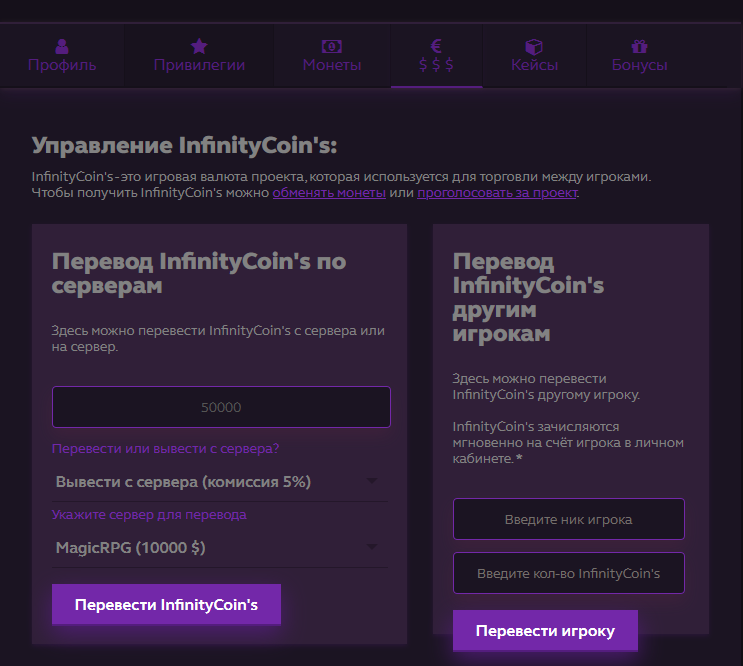 Профиль
Привилегии
Монеты
$ $ $
Кейсы
Бонусы
Управление InfinityCoin's:
InfinityCoin's-это игровая валюта проекта, которая используется для торговли между игроками.
Чтобы получить InfinityCoin's можно обменять монеты или проголосовать за проект.
Перевод InfinityCoin's по
серверам
Здесь можно перевести InfinityCoin's с сервера или
на сервер.
50000
Перевести или вывести с сервера?
Вывести с сервера (комиссия 5%)
Укажите сервер для перевода
MagicRPG (10000 $)
Перевести InfinityCoin's
Перевод
InfinityCoin's
другим
игрокам
Здесь можно перевести
InfinityCoin's другому игроку.
InfinityCoin's зачисляются
мгновенно на счёт игрока в личном
кабинете. *
Введите ник игрока
Введите кол-во InfinityCoin's
Перевести игроку